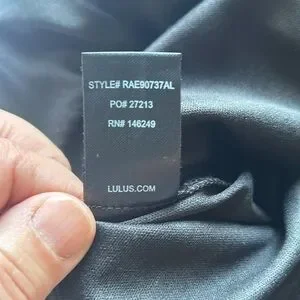 STYLE# RAE90737AL
PO# 27213
RN# 146249
LULUS.COM